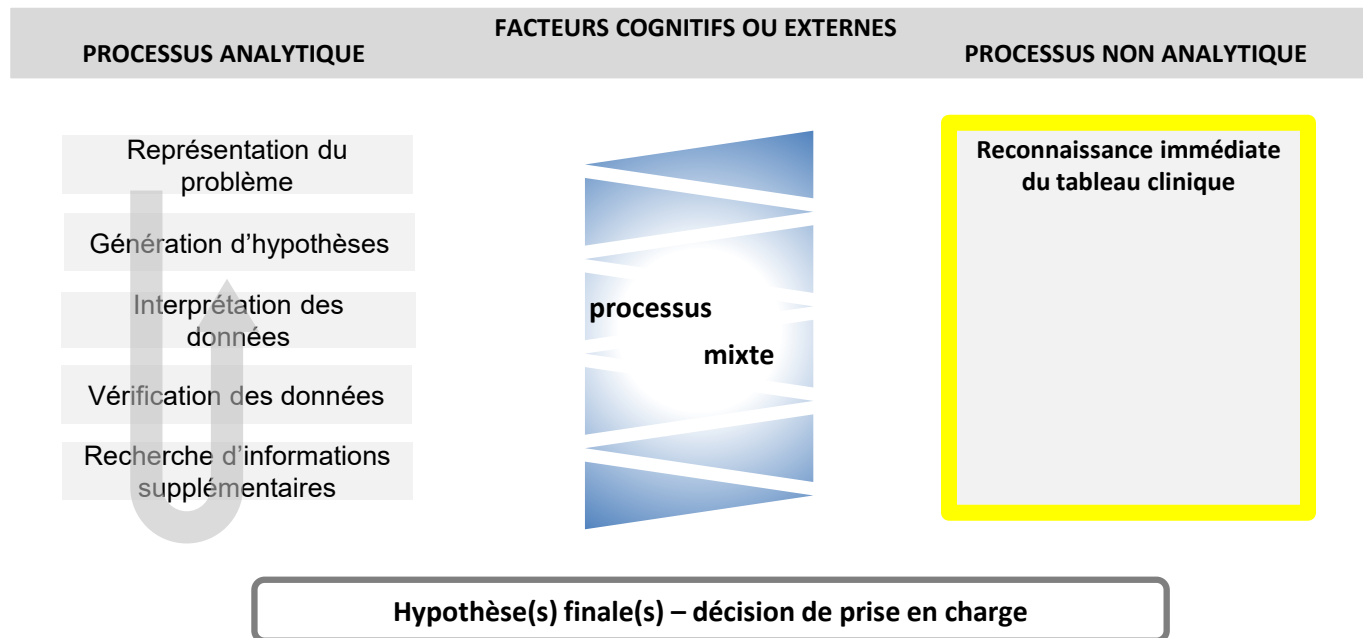 FACTEURS COGNITIFS OU EXTERNES
PROCESSUS ANALYTIQUE
PROCESSUS NON ANALYTIQUE
Représentation du
problème
Génération d’hypothèses
Interprétation des
données
Vérification des données
Recherche d’informations
supplémentaires
processus
mixte
Reconnaissance immédiate
du tableau clinique
Hypothèse(s) finale(s) – décision de prise en charge